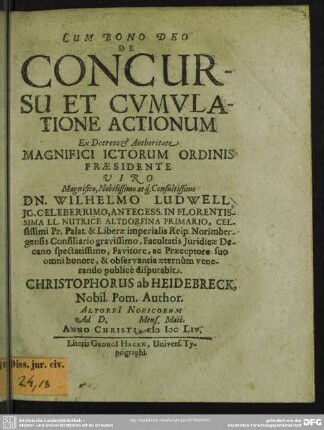 CUM BONO DEO
DE
CONCUR-
SU ET CVMVLA-
TIONE ACTIONUM
Ex Decreto & Authoritate
MAGNIFICI ICTORUM ORDINIS
PRÆSIDENTE
VIRO
Magnifico, Nobilissimo atq; Consultissimo
DN. WILHELMO LUDWELL
JC. CELEBERRIMO, ANTECESS. IN FLORENTIS-
SIMA LL. NUTRICE ALTDORFINA PRIMARIO, CEL-
sissimi Pr. Palat. & Liberæ imperialis Reip. Norimber-
gensis Consiliario gravissimo, Facultatis Juridicæ De-
cano spectatissimo, Favitore, ac Præceptore suo
omni honore, & observantia æternùm vene-
rando publicè disputabit
CHRISTOPHORUS ab HEIDEBRECK,
Nobil. Pom. Author.
ALTORFI NORICORUM
Ad D. Mens. Maii.
ANNO CHRISTI, cIɔ Iɔc LIV.
Literis GEORGI HAGEN, Univers. Ty-
pographi.
Diss. jur. civ.
24,18